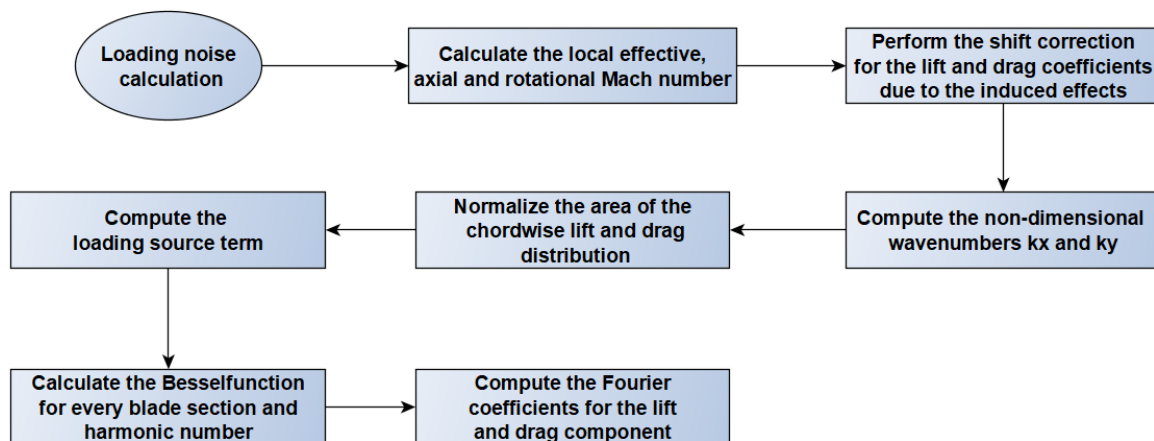 Loading noise
calculation
Calculate the local effective,
axial and rotational Mach number
Perform the shift correction
for the lift and drag coefficients
due to the induced effects
Compute the non-dimensional
wavenumbers kx and ky
Normalize the area of the
chordwise lift and drag
distribution
Compute the
loading source term
Calculate the Besselfunction
for every blade section and
harmonic number
Compute the Fourier
coefficients for the lift
and drag component